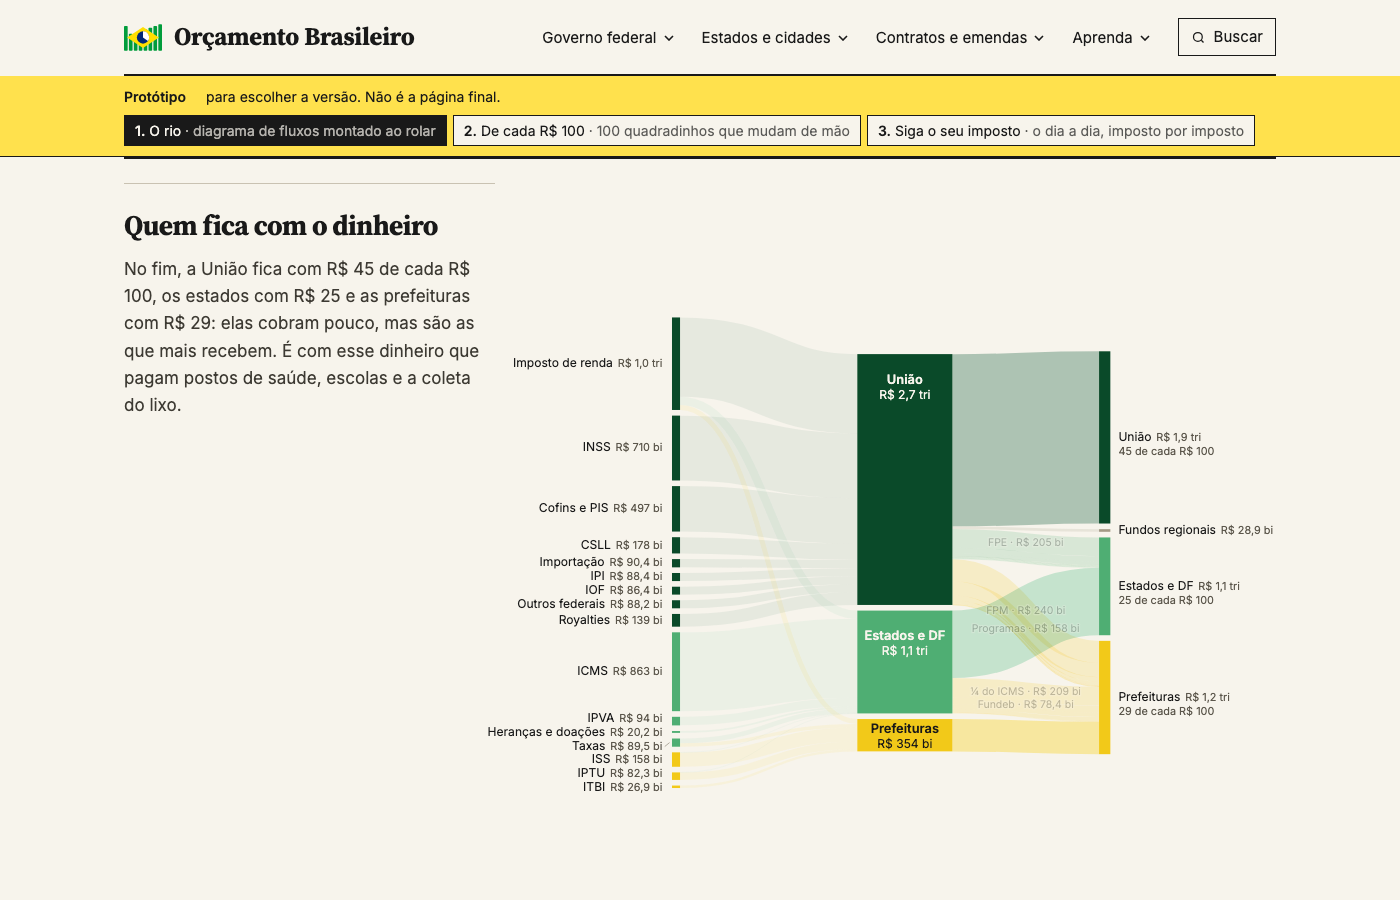 Orçamento Brasileiro
Governo federal
Estados e cidades
Contratos e emendas
Aprenda
Buscar
Protótipo para escolher a versão. Não é a página final.
1. O rio · diagrama de fluxos montado ao rolar
2. De cada R$ 100 · 100 quadradinhos que mudam de mão
3. Siga o seu imposto · o dia a dia, imposto por imposto
Quem fica com o dinheiro
No fim, a União fica com R$ 45 de cada R$
100, os estados com R$ 25 e as prefeituras
com R$ 29: elas cobram pouco, mas são as
que mais recebem. É com esse dinheiro que
pagam postos de saúde, escolas e a coleta
do lixo.
Imposto de renda R$ 1,0 tri
INSS R$ 710 bi
Cofins e PIS R$ 497 bi
CSLL R$ 178 bi
Importação R$ 90,4 bi
IPI R$ 88,4 bi
IOF R$ 86,4 bi
Outros federais R$ 88,2 bi
Royalties R$ 139 bi
ICMS R$ 863 bi
IPVA R$ 94 bi
Heranças e doações R$ 20,2 bi
Taxas R$ 89,5 bi
ISS R$ 158 bi
IPTU R$ 82,3 bi
ITBI R$ 26,9 bi
União
R$ 2,7 tri
Estados e DF
R$ 1,1 tri
Prefeituras
R$ 354 bi
FPE · R$ 205 bi
FPM · R$ 240 bi
Programas · R$ 158 bi
¼ do ICMS · R$ 209 bi
Fundeb · R$ 78,4 bi
União R$ 1,9 tri
45 de cada R$ 100
Fundos regionais R$ 28,9 bi
Estados e DF R$ 1,1 tri
25 de cada R$ 100
Prefeituras R$ 1,2 tri
29 de cada R$ 100